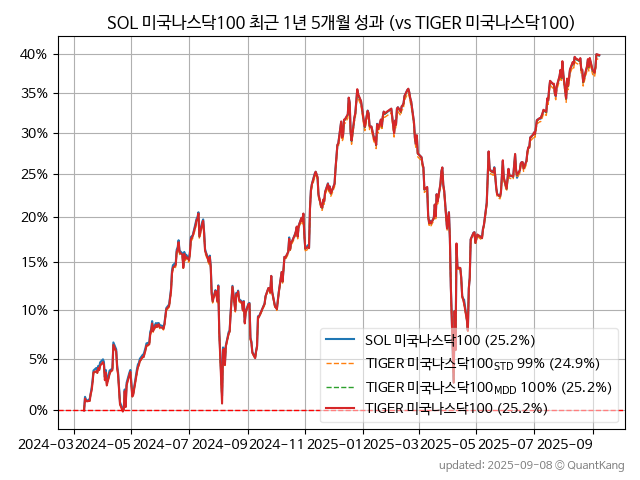 SOL 미국나스닥100 최근 1년 5개월 성과 (vs TIGER 미국나스닥100)
40%
35%
30%
25%
20%
15%
10%
5%
0%
SOL 미국나스닥100 (25.2%)
TIGER 미국나스닥100STD 99% (24.9%)
TIGER 미국나스닥100MDD 100% (25.2%)
TIGER 미국나스닥100 (25.2%)
2024-03 2024-05 2024-07 2024-09 2024-11 2025-01 2025-03 2025-05 2025-07 2025-09
updated: 2025-09-08 © QuantKang